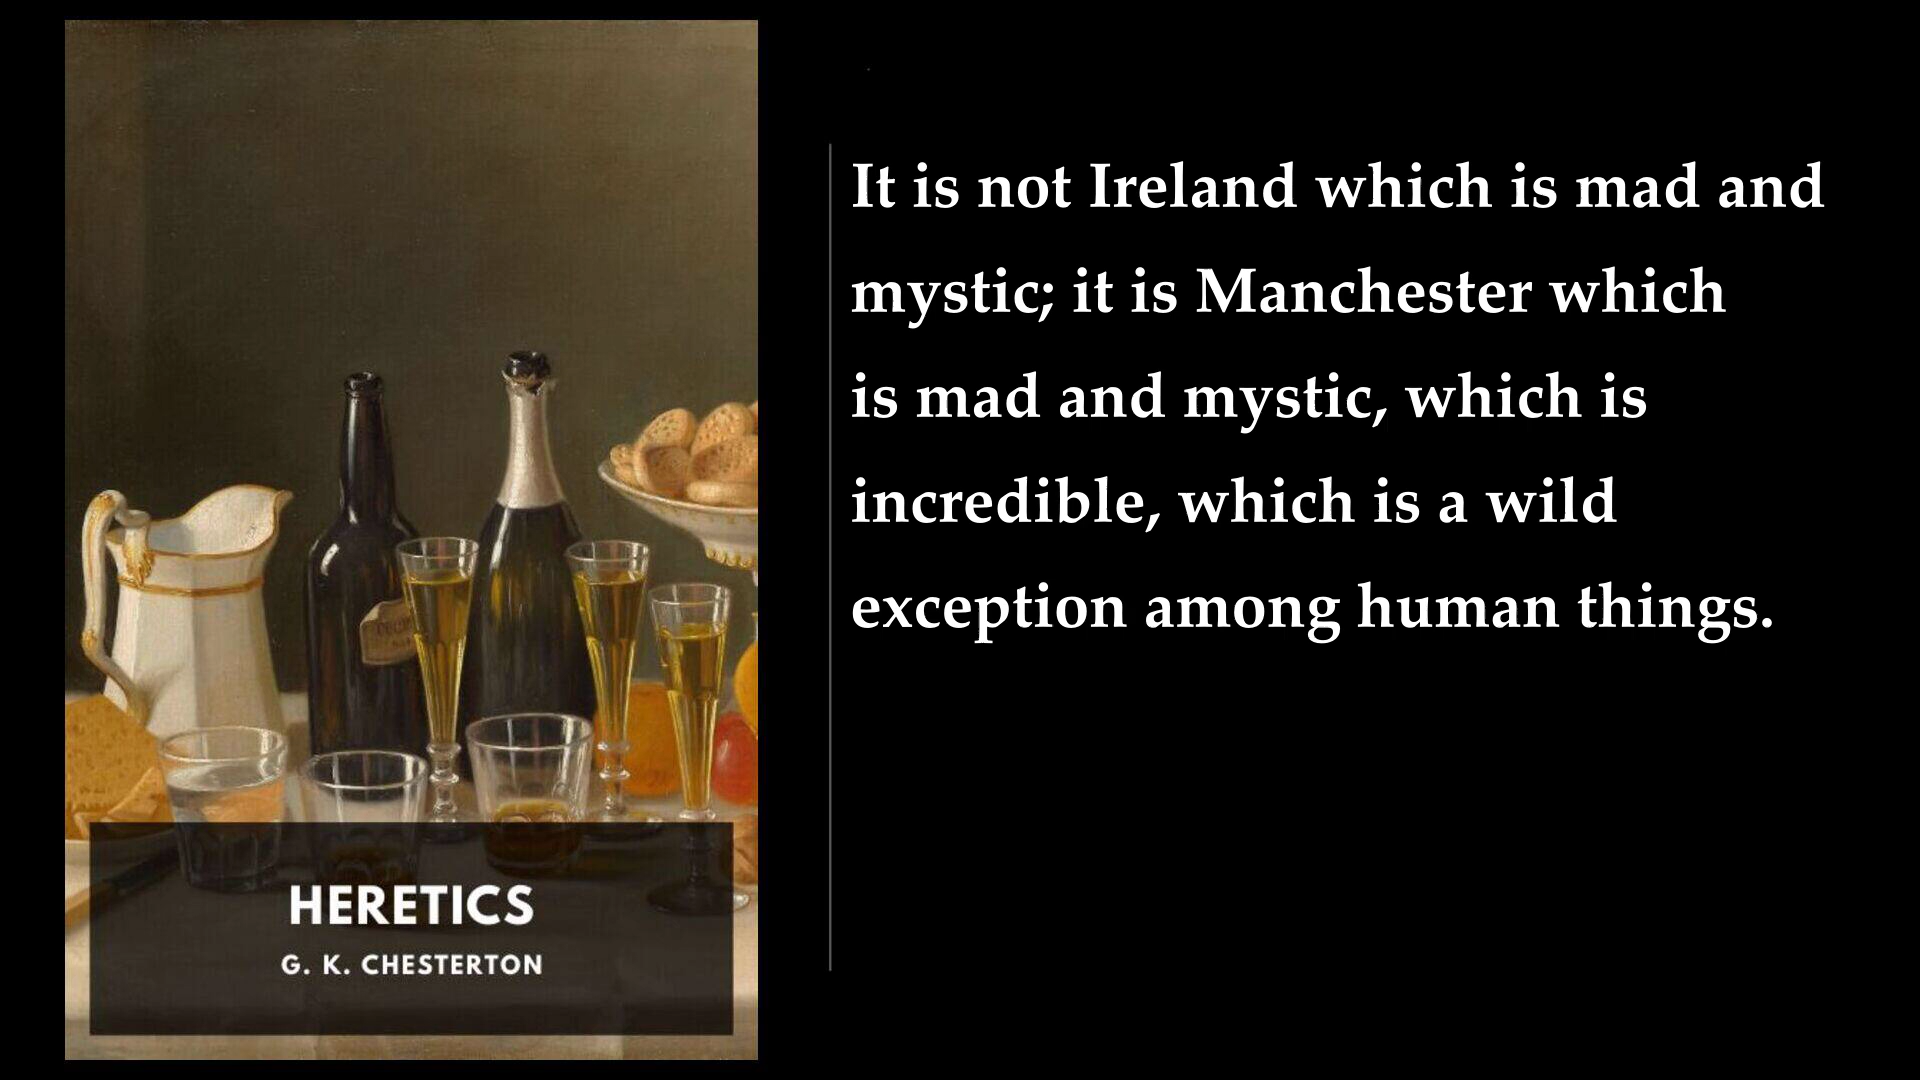 It is not Ireland which is mad and
mystic; it is Manchester which
is mad and mystic, which is
incredible, which is a wild
exception among human things.
HERETICS
G. K. CHESTERTON